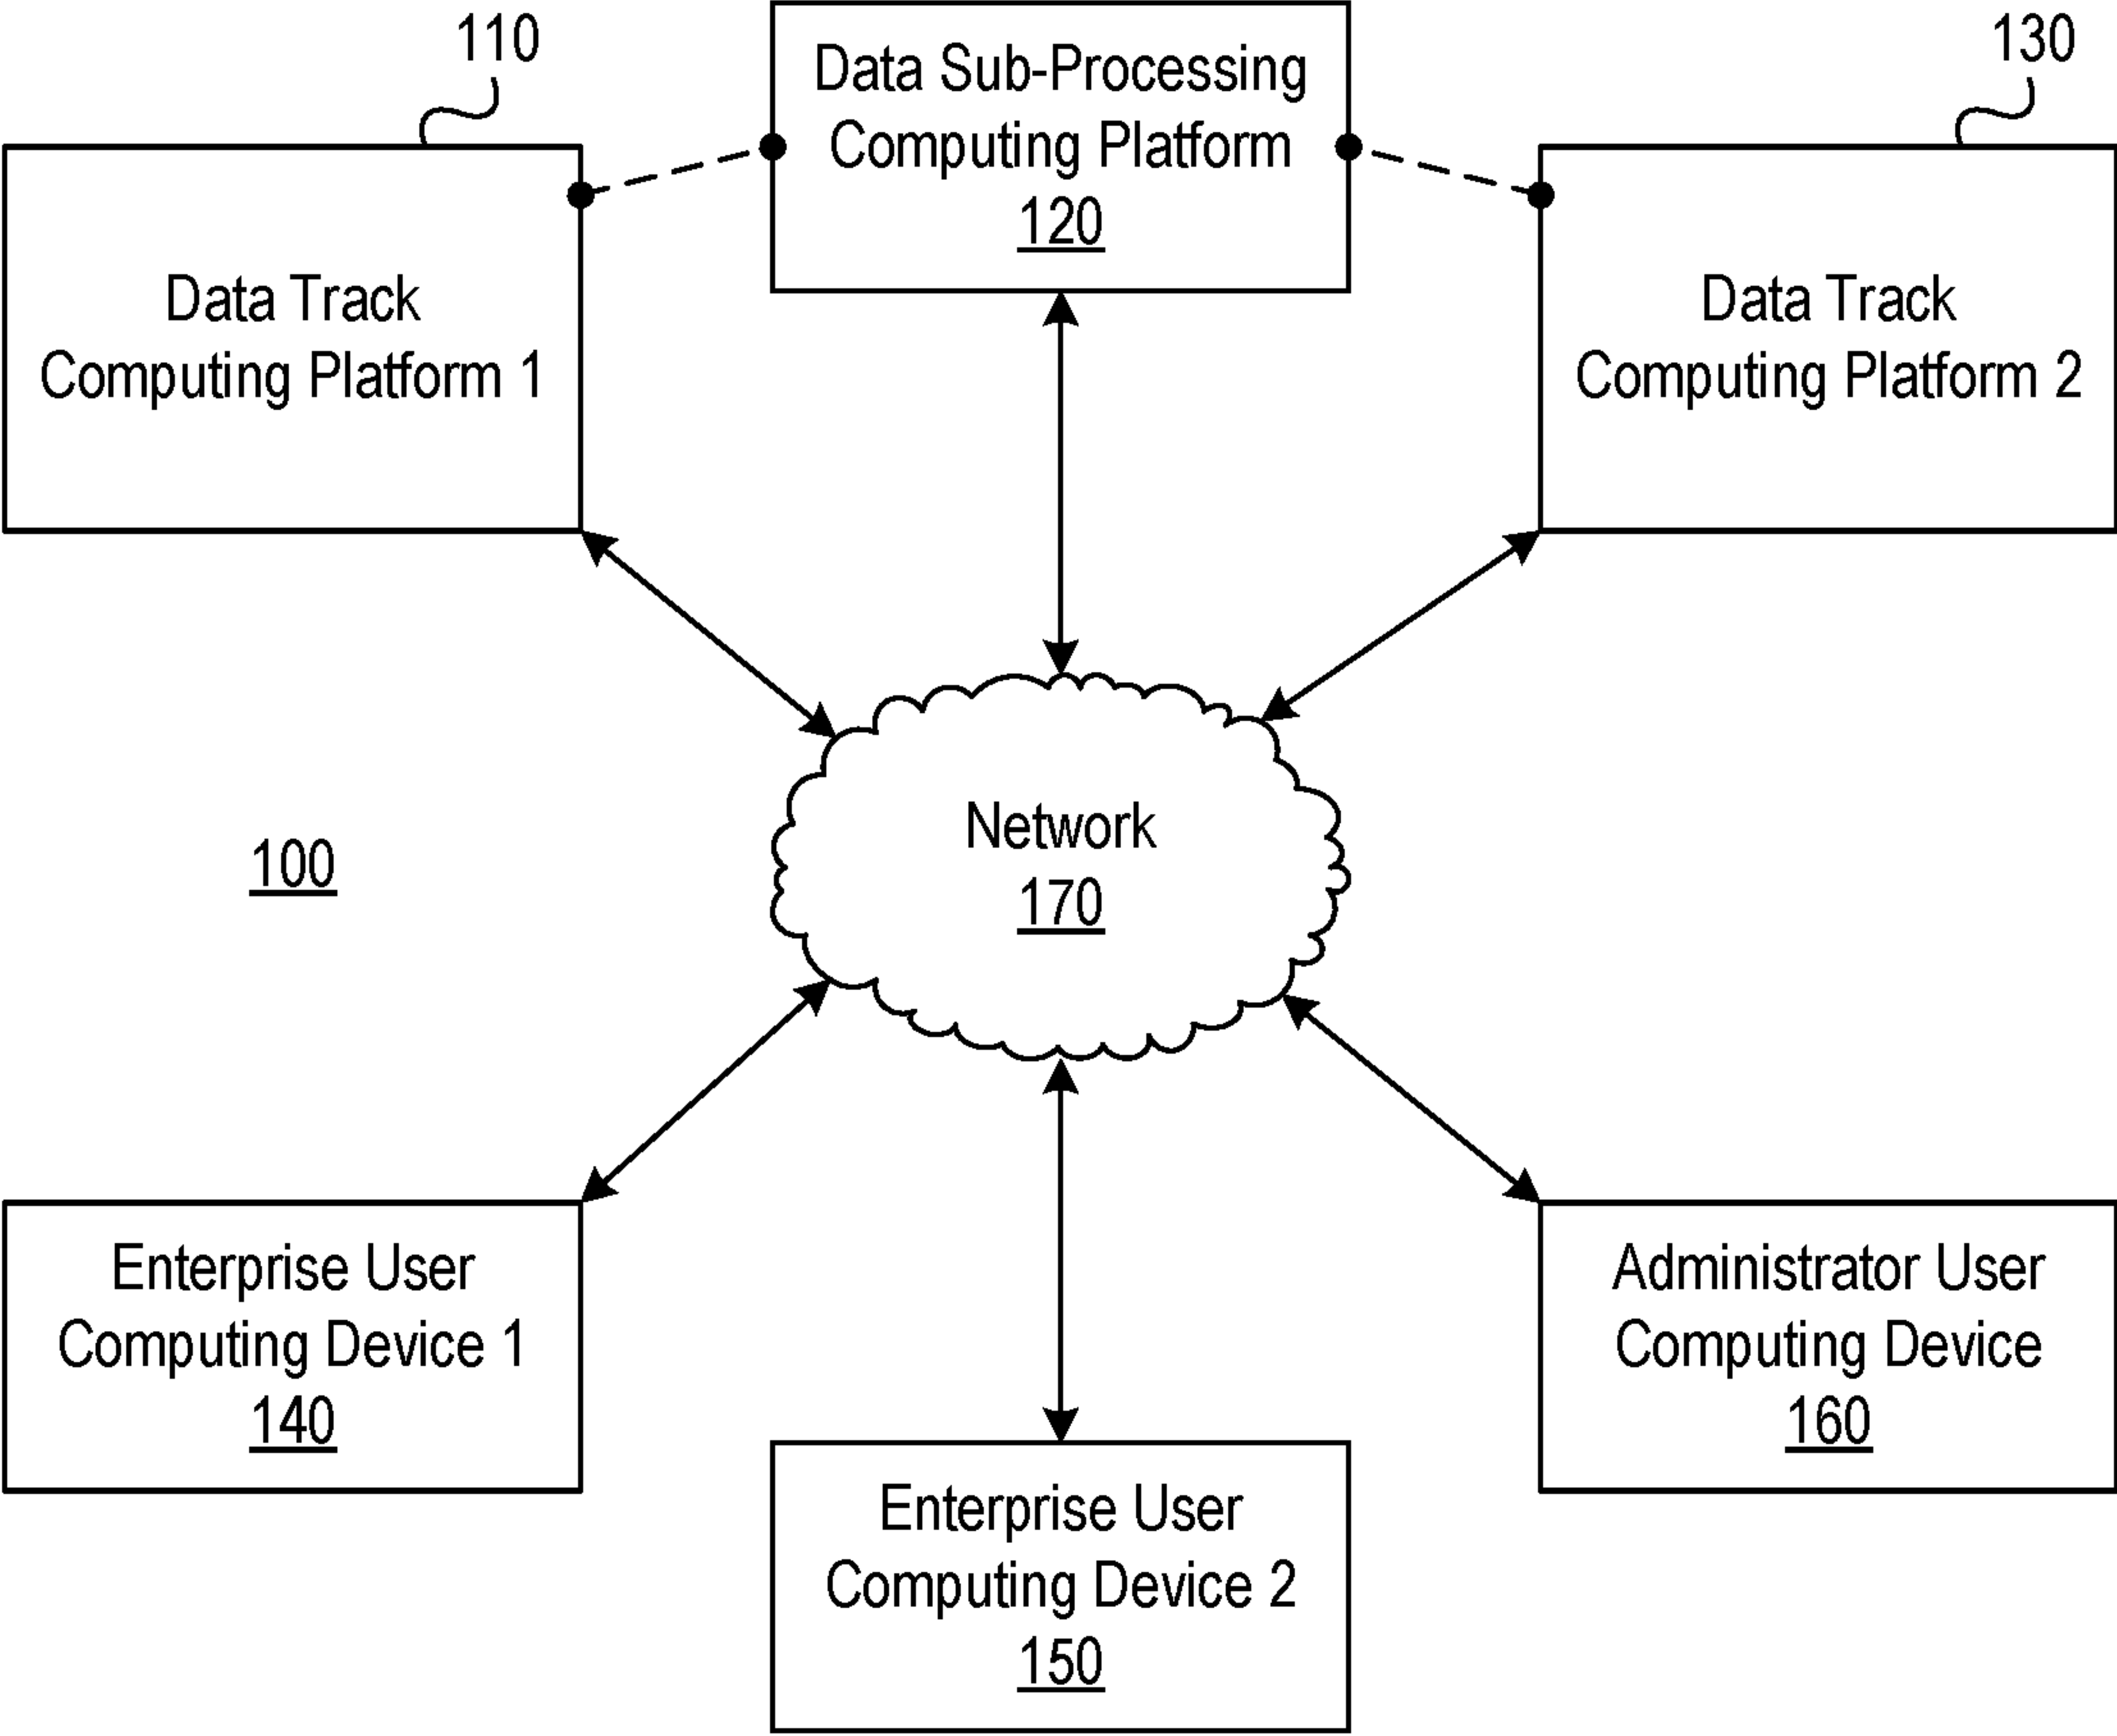 110
Data Track
Computing Platform 1
Data Sub-Processing
Computing Platform
120
130
Data Track
Computing Platform 2
100
Network
170
Enterprise User
Computing Device 1
140
Enterprise User
Computing Device 2
150
Administrator User
Computing Device
160